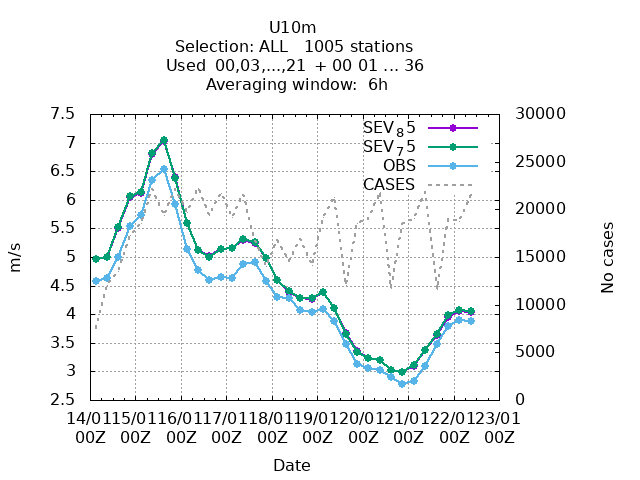 U10m
Selection: ALL   1005 stations
Used  00,03,...,21  + 00 01 ... 36
Averaging window:  6h
7.5
7
6.5
6
5.5
5
4.5
4
3.5
3
2.5
m/s
30000
25000
20000
15000
10000
5000
0
No cases
SEV₈5
SEV₇5
OBS
CASES
14/01 15/01 16/01 17/01 18/01 19/01 20/01 21/01 22/01 23/01
00Z 00Z 00Z 00Z 00Z 00Z 00Z 00Z 00Z 00Z
Date